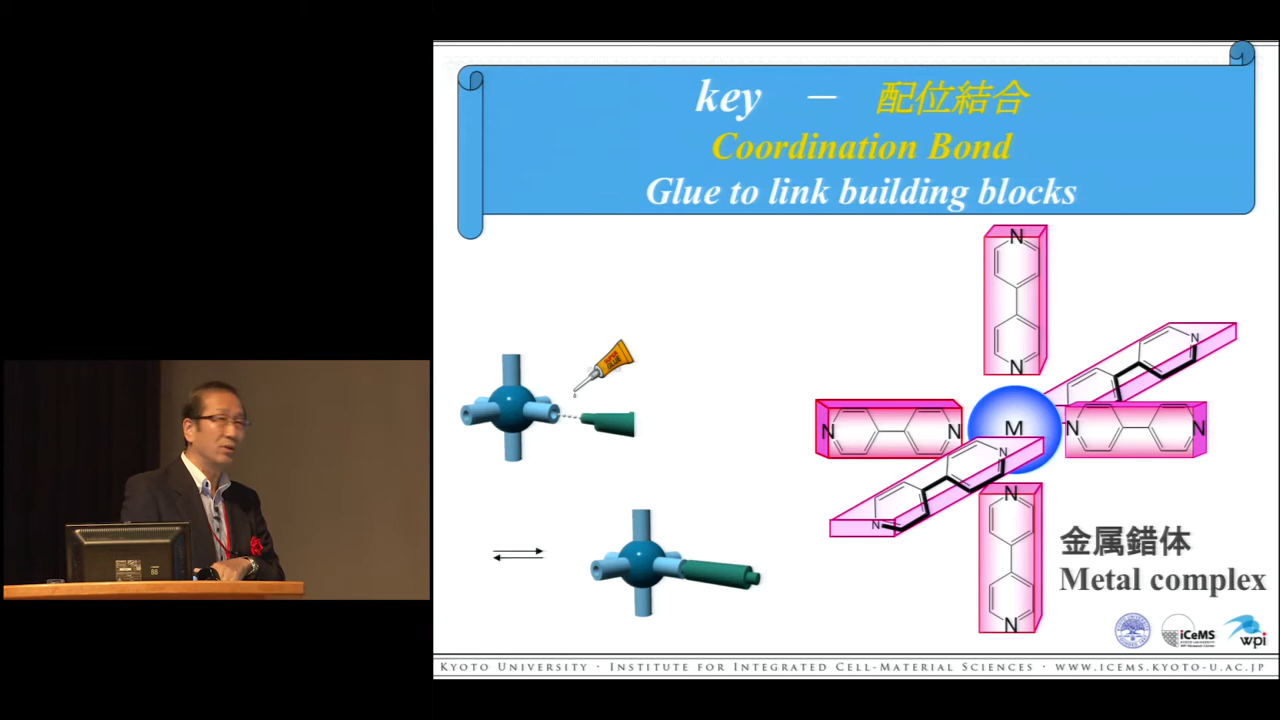 key － 配位結合
Coordination Bond
Glue to link building blocks
N
N
N
N
N
M
N
N
N
N
N
N
N
金属錯体
Metal complex
iCeMS
wpi
KYOTO UNIVERSITY · INSTITUTE FOR INTEGRATED CELL-MATERIAL SCIENCES · WWW.ICEMS.KYOTO-U.AC.JP